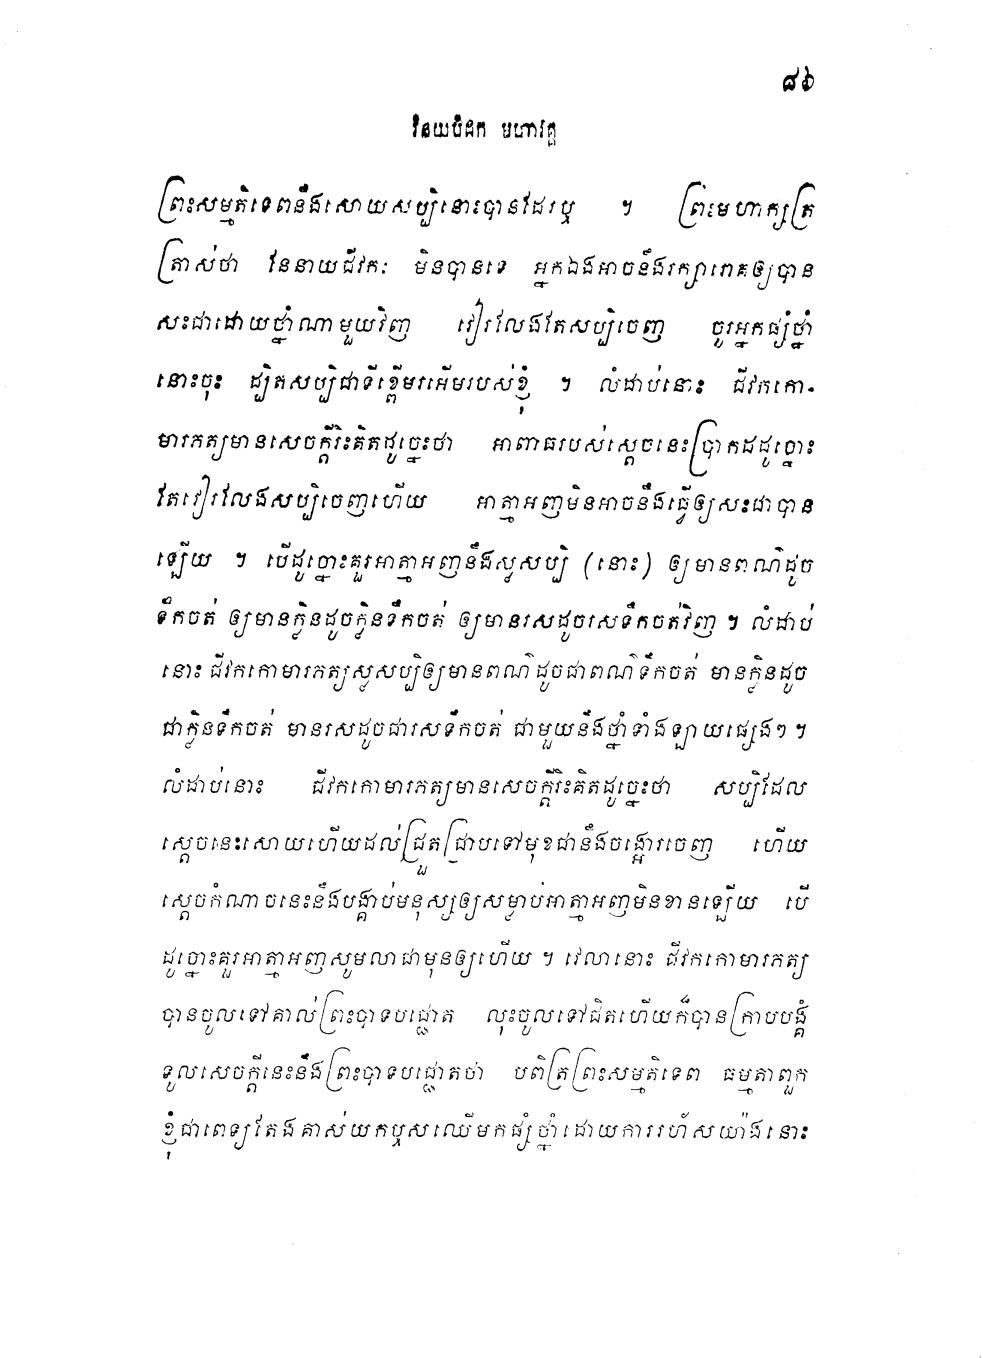 ៨៦
វិនយបិដក មហាវគ្គ
ព្រះសម្មតិទេពនឹងសោយសប្បិនោះបានដែរឬ ។ ព្រះមហាក្សត្រ
ត្រាស់ថា នែនាយជីវកៈ មិនបានទេ អ្នកឯងអាចនឹងរក្សារោគឲ្យបាន
សះជាដោយថ្នាំណាមួយវិញ វៀរលែងតែសប្បិចេញ ចូរអ្នកផ្សំថ្នាំ
នោះចុះ ដ្បិតសប្បិជាទីខ្ពើមរអើមរបស់ខ្ញុំ ។ លំដាប់នោះ ជីវកកោ-
មារភត្យមានសេចក្តីរិះគិតដូច្នេះថា អាពាធរបស់ស្តេចនេះប្រាកដដូច្នោះ
តែវៀរលែងសប្បិចេញហើយ អាត្មាអញមិនអាចនឹងធ្វើឲ្យសះជាបាន
ឡើយ ។ បើដូច្នោះគួរអាត្មាអញនឹងស្លសប្បិ (នោះ) ឲ្យមានពណ៌ដូច
ទឹកចត់ ឲ្យមានក្លិនដូចក្លិនទឹកចត់ ឲ្យមានរសដូចរសទឹកចត់វិញ ។ លំដាប់
នោះ ជីវកកោមារភត្យស្លសប្បិឲ្យមានពណ៌ដូចជាពណ៌ទឹកចត់ មានក្លិនដូច
ជាក្លិនទឹកចត់ មានរសដូចជារសទឹកចត់ ជាមួយនឹងថ្នាំទាំងឡាយផ្សេងៗ ។
លំដាប់នោះ ជីវកកោមារភត្យមានសេចក្តីរិះគិតដូច្នេះថា សប្បិដែល
ស្តេចនេះសោយហើយដល់ជ្រួតជ្រាបទៅមុខជានឹងចង្អោរចេញ ហើយ
ស្តេចកំណាចនេះនឹងបង្គាប់មនុស្សឲ្យសម្លាប់អាត្មាអញមិនខានឡើយ បើ
ដូច្នោះគួរអាត្មាអញសូមលាជាមុនឲ្យហើយ ។ វេលានោះ ជីវកកោមារភត្យ
បានចូលទៅគាល់ព្រះបាទបជ្ជោត លុះចូលទៅជិតហើយក៏បានក្រាបបង្គំ
ទូលសេចក្តីនេះនឹងព្រះបាទបជ្ជោតថា បពិត្រព្រះសម្មតិទេព ធម្មតាពួក
ខ្ញុំជាពេទ្យតែងគាស់យកឫសឈើមកផ្សំថ្នាំដោយការរហ័សយ៉ាងនោះ